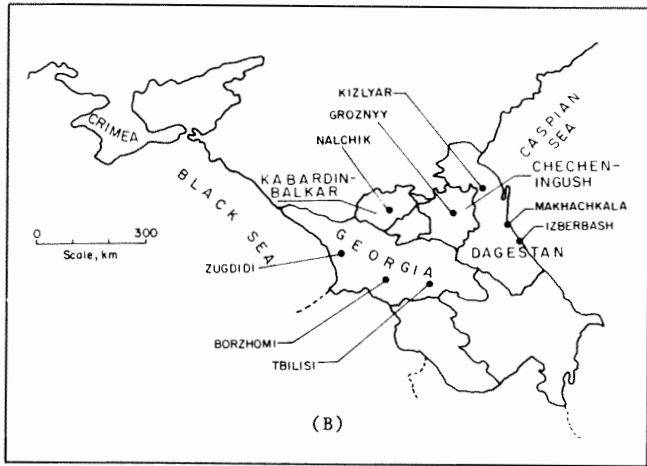 KIZLYAR
GROZNYY
NALCHIK
CRIMEA
CASPIAN
SEA
KABARDIN-
BALKAR
CHECHEN-
INGUSH
BLACK SEA
MAKHACHKALA
IZBERBASH
0 300
Scale, km
GEORGIA
DAGESTAN
ZUGDIDI
BORZHOMI
TBILISI
(B)